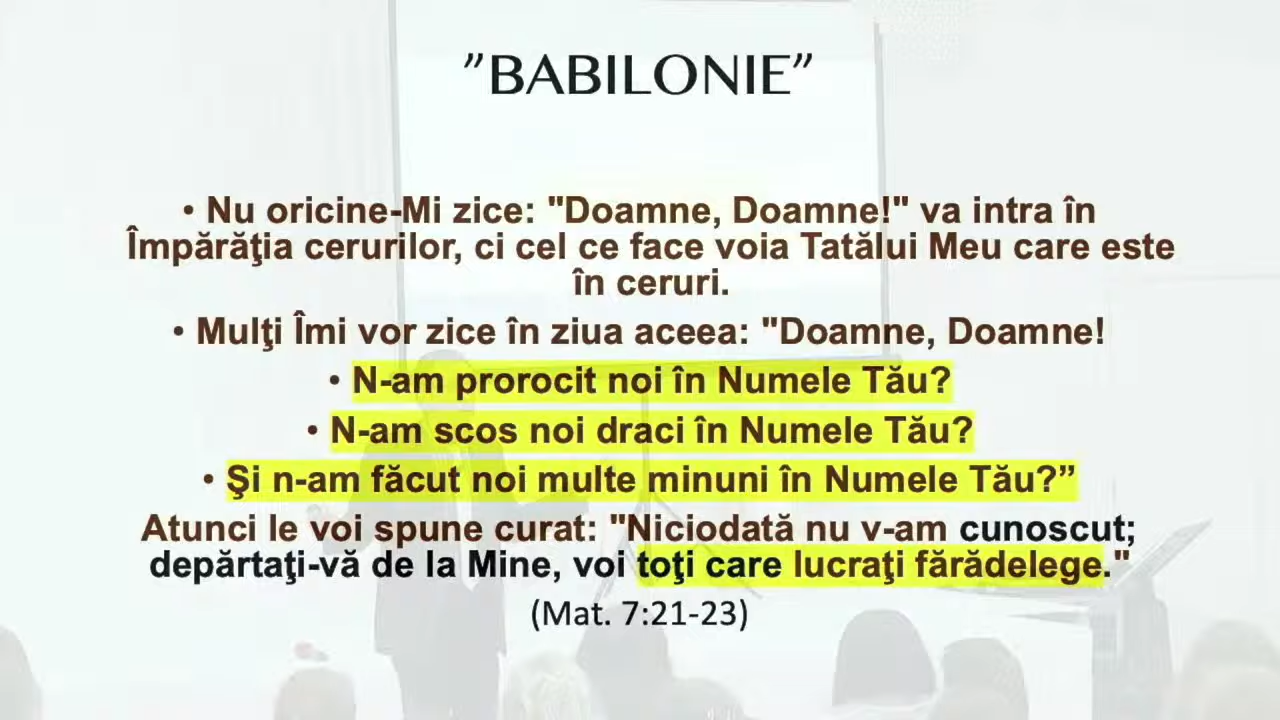 ”BABILONIE”
• Nu oricine-Mi zice: "Doamne, Doamne!" va intra în
Împărăţia cerurilor, ci cel ce face voia Tatălui Meu care este
în ceruri.
• Mulţi Îmi vor zice în ziua aceea: "Doamne, Doamne!
• N-am prorocit noi în Numele Tău?
• N-am scos noi draci în Numele Tău?
• Şi n-am făcut noi multe minuni în Numele Tău?”
Atunci le voi spune curat: "Niciodată nu v-am cunoscut;
depărtaţi-vă de la Mine, voi toţi care lucraţi fărădelege."
(Mat. 7:21-23)